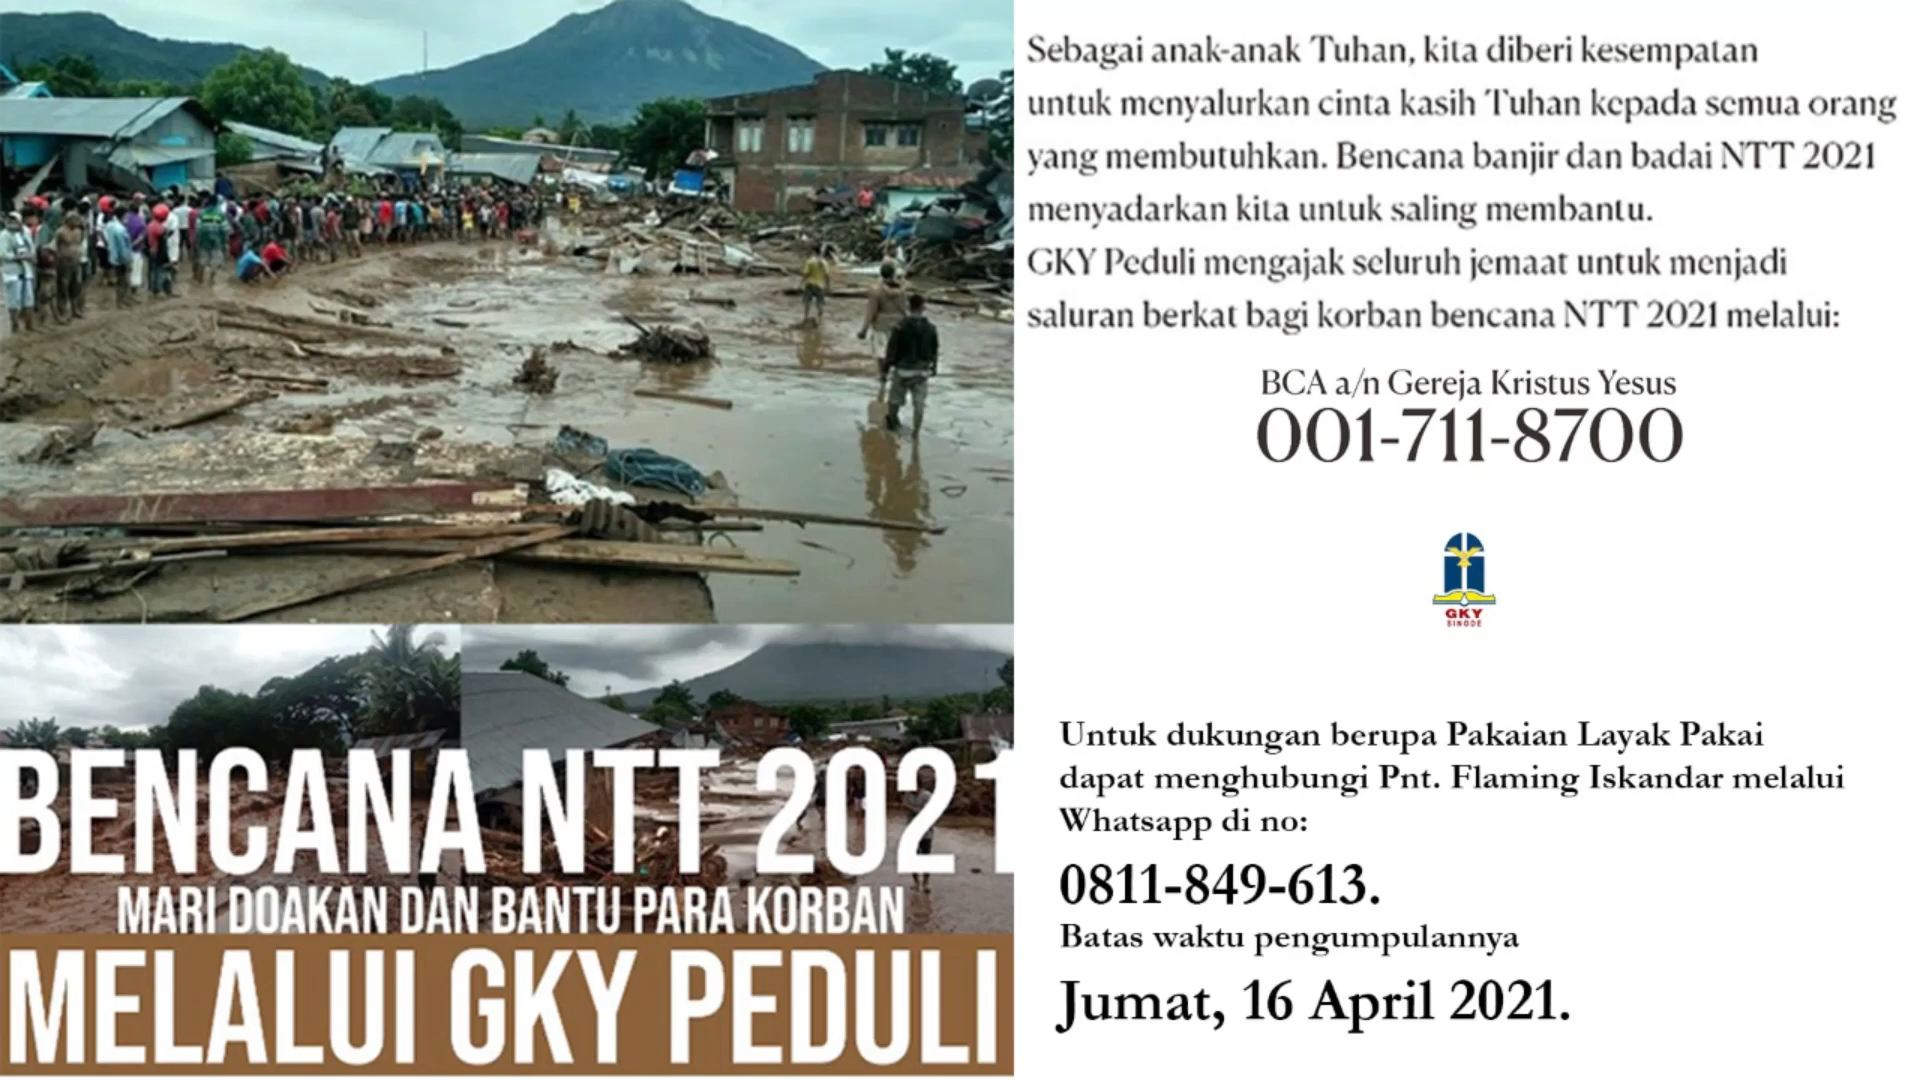 Sebagai anak-anak Tuhan, kita diberi kesempatan
untuk menyalurkan cinta kasih Tuhan kepada semua orang
yang membutuhkan. Bencana banjir dan badai NTT 2021
menyadarkan kita untuk saling membantu.
GKY Peduli mengajak seluruh jemaat untuk menjadi
saluran berkat bagi korban bencana NTT 2021 melalui:
BCA a/n Gereja Kristus Yesus
001-711-8700
GKY
SINODE
Untuk dukungan berupa Pakaian Layak Pakai
dapat menghubungi Pnt. Flaming Iskandar melalui
Whatsapp di no:
0811-849-613.
Batas waktu pengumpulannya
Jumat, 16 April 2021.
BENCANA NTT 2021
MARI DOAKAN DAN BANTU PARA KORBAN
MELALUI GKY PEDULI